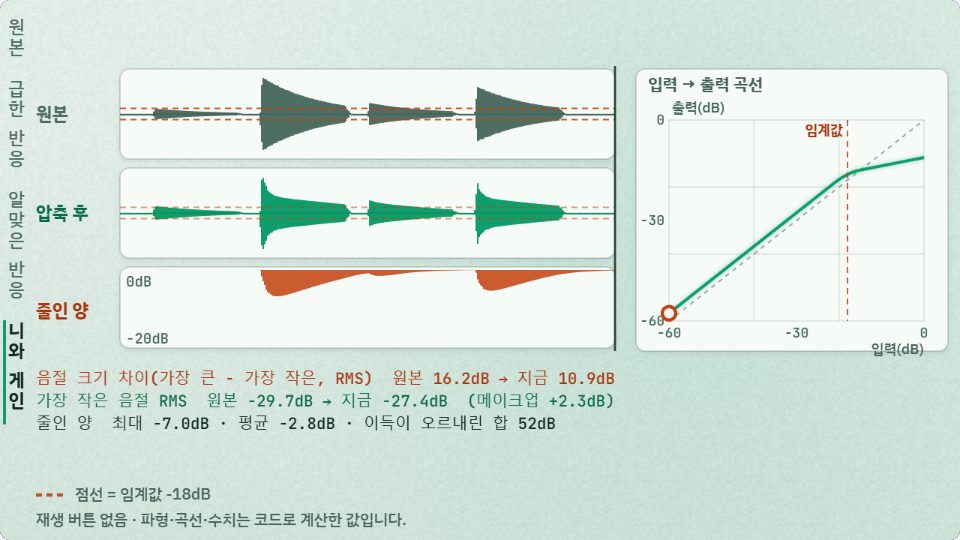 원본
급한 반응
알맞은 반응
니와 게인
원본
압축 후
줄인 양
0dB
-20dB
입력 → 출력 곡선
출력(dB)
임계값
0
-30
-60
-60
-30
0
입력(dB)
음절 크기 차이(가장 큰 - 가장 작은, RMS) 원본 16.2dB → 지금 10.9dB
가장 작은 음절 RMS 원본 -29.7dB → 지금 -27.4dB (메이크업 +2.3dB)
줄인 양 최대 -7.0dB · 평균 -2.8dB · 이득이 오르내린 합 52dB
점선 = 임계값 -18dB
재생 버튼 없음 · 파형·곡선·수치는 코드로 계산한 값입니다.